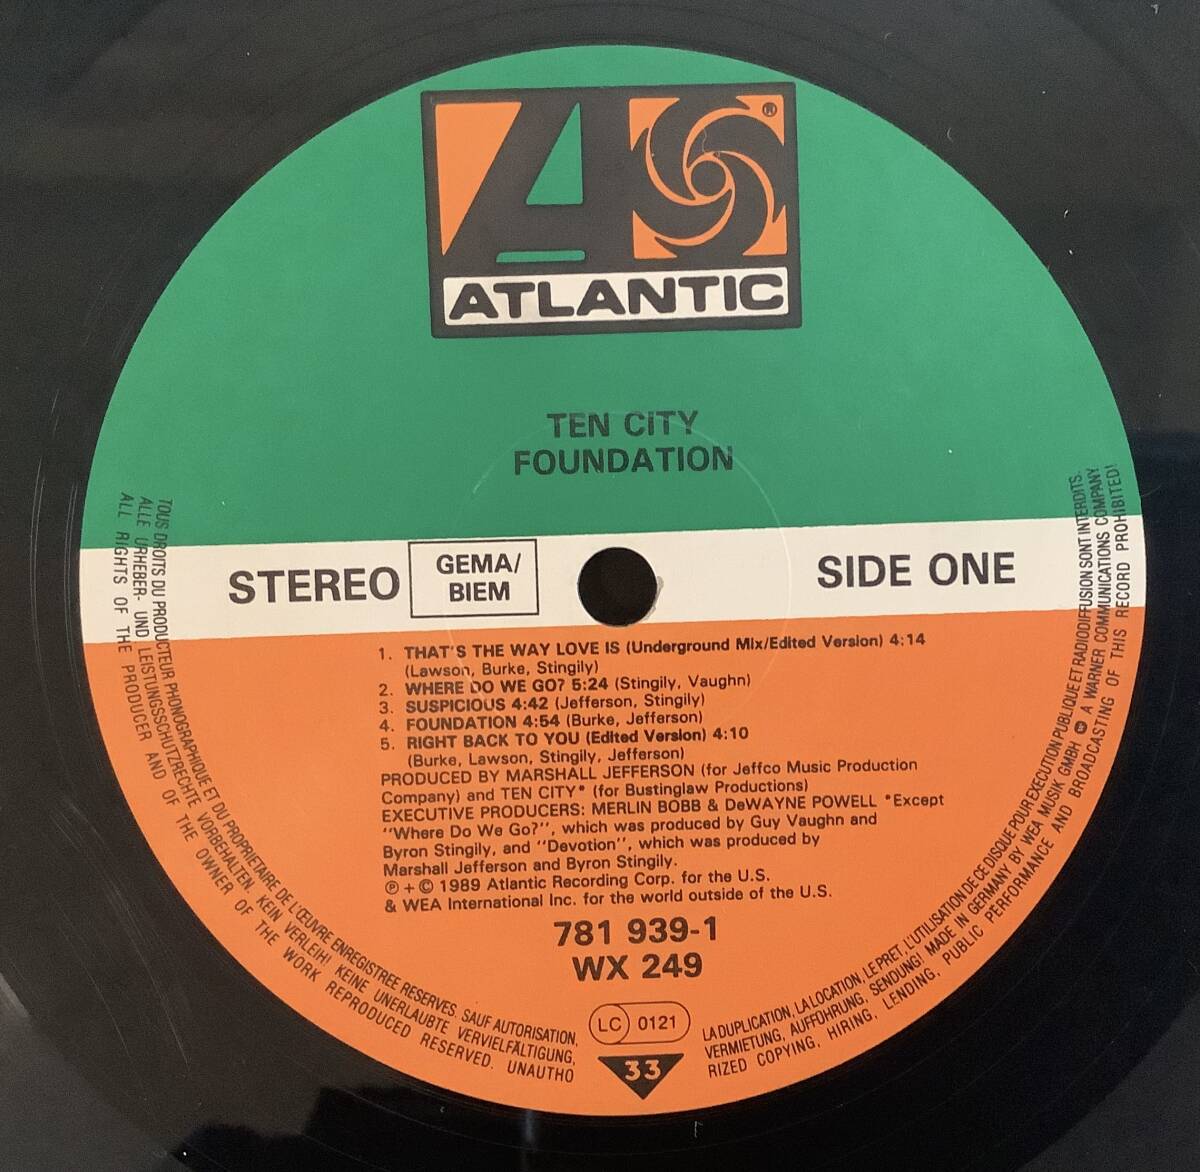 ®
ATLANTIC
TEN CiTY
FOUNDATION
STEREO
GEMA/
BIEM
SIDE ONE
1. THAT'S THE WAY LOVE IS (Underground Mix/Edited Version) 4:14
(Lawson, Burke, Stingily)
2. WHERE DO WE GO? 5:24 (Stingily, Vaughn)
3. SUSPICIOUS 4:42 (Jefferson, Stingily)
4. FOUNDATION 4:54 (Burke, Jefferson)
5. RIGHT BACK TO YOU (Edited Version) 4:10
(Burke, Lawson, Stingily, Jefferson)
PRODUCED BY MARSHALL JEFFERSON (for Jeffco Music Production
Company) and TEN CITY* (for Bustinglaw Productions)
EXECUTIVE PRODUCERS: MERLIN BOBB & DeWAYNE POWELL *Except
"Where Do We Go?", which was produced by Guy Vaughn and
Byron Stingily, and "Devotion", which was produced by
Marshall Jefferson and Byron Stingily.
℗ + © 1989 Atlantic Recording Corp. for the U.S.
& WEA International Inc. for the world outside of the U.S.
781 939-1
WX 249
LC 0121
33
TOUS DROITS DU PRODUCTEUR PHONOGRAPHIQUE ET DU PROPRIETAIRE DE L'ŒUVRE ENREGISTREE RESERVES. SAUF AUTORISATION, LA DUPLICATION, LA LOCATION, LE PRET, L'UTILISATION DE CE DISQUE POUR EXECUTION PUBLIQUE ET RADIODIFFUSION SONT INTERDITS.
ALLE URHEBER- UND LEISTUNGSSCHUTZRECHTE VORBEHALTEN. KEIN VERLEIH! KEINE UNERLAUBTE VERVIELFÄLTIGUNG, VERMIETUNG, AUFFÜHRUNG, SENDUNG! MADE IN GERMANY BY WEA MUSIK GMBH A WARNER COMMUNICATIONS COMPANY
ALL RIGHTS OF THE PRODUCER AND OF THE OWNER OF THE WORK REPRODUCED RESERVED. UNAUTHORIZED COPYING, HIRING, LENDING, PUBLIC PERFORMANCE AND BROADCASTING OF THIS RECORD PROHIBITED!